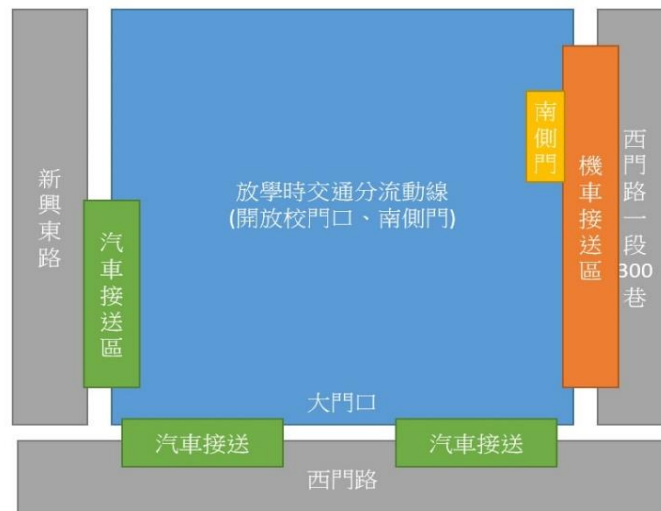 放學時交通分流動線
(開放校門口、南側門)
新興東路
汽車接送區
南側門
機車接送區
西門路一段300巷
大門口
汽車接送
汽車接送
西門路